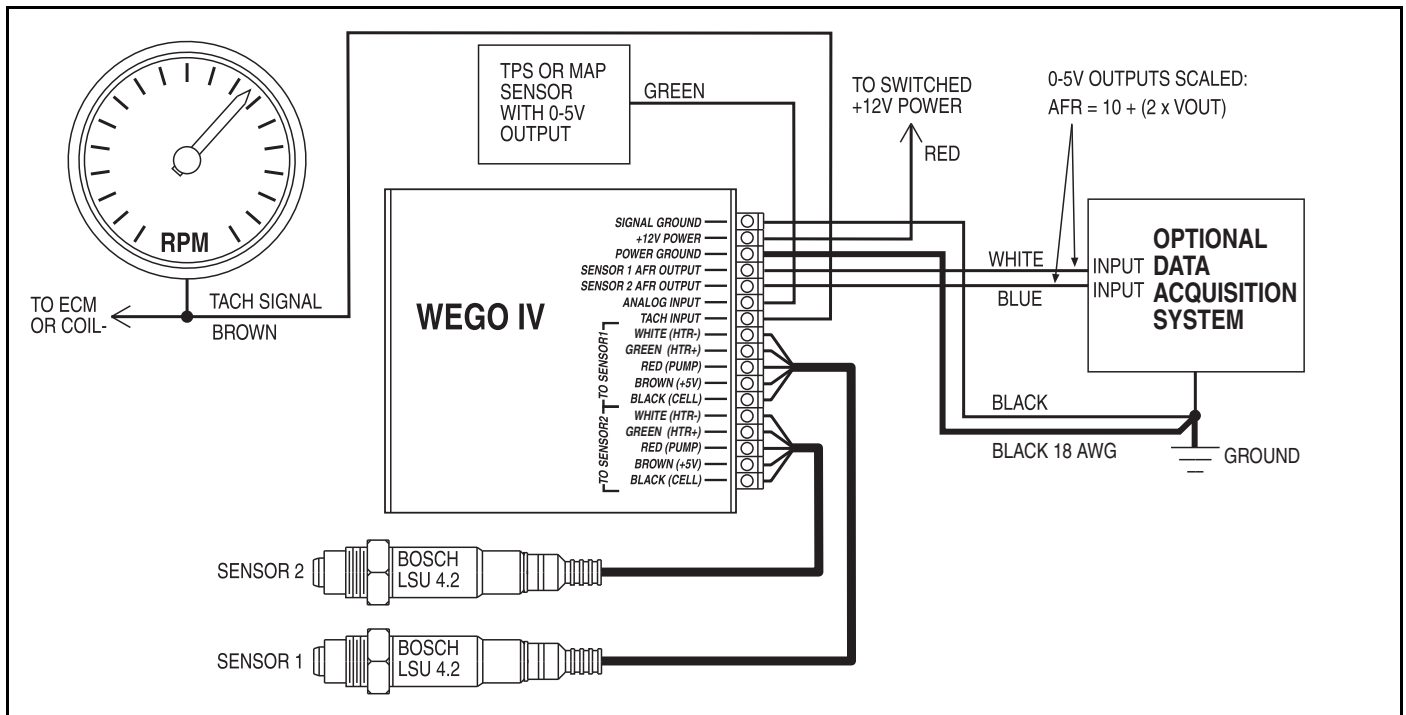 RPM
TO ECM
OR COIL-
TACH SIGNAL
BROWN
TPS OR MAP
SENSOR
WITH 0-5V
OUTPUT
GREEN
TO SWITCHED
+12V POWER
RED
0-5V OUTPUTS SCALED:
AFR = 10 + (2 x VOUT)
WEGO IV
SIGNAL GROUND
+12V POWER
POWER GROUND
SENSOR 1 AFR OUTPUT
SENSOR 2 AFR OUTPUT
ANALOG INPUT
TACH INPUT
TO SENSOR1
WHITE (HTR-)
GREEN (HTR+)
RED (PUMP)
BROWN (+5V)
BLACK (CELL)
TO SENSOR2
WHITE (HTR-)
GREEN (HTR+)
RED (PUMP)
BROWN (+5V)
BLACK (CELL)
WHITE
BLUE
INPUT
INPUT
OPTIONAL
DATA
ACQUISITION
SYSTEM
BLACK
BLACK 18 AWG
GROUND
SENSOR 2
BOSCH
LSU 4.2
SENSOR 1
BOSCH
LSU 4.2